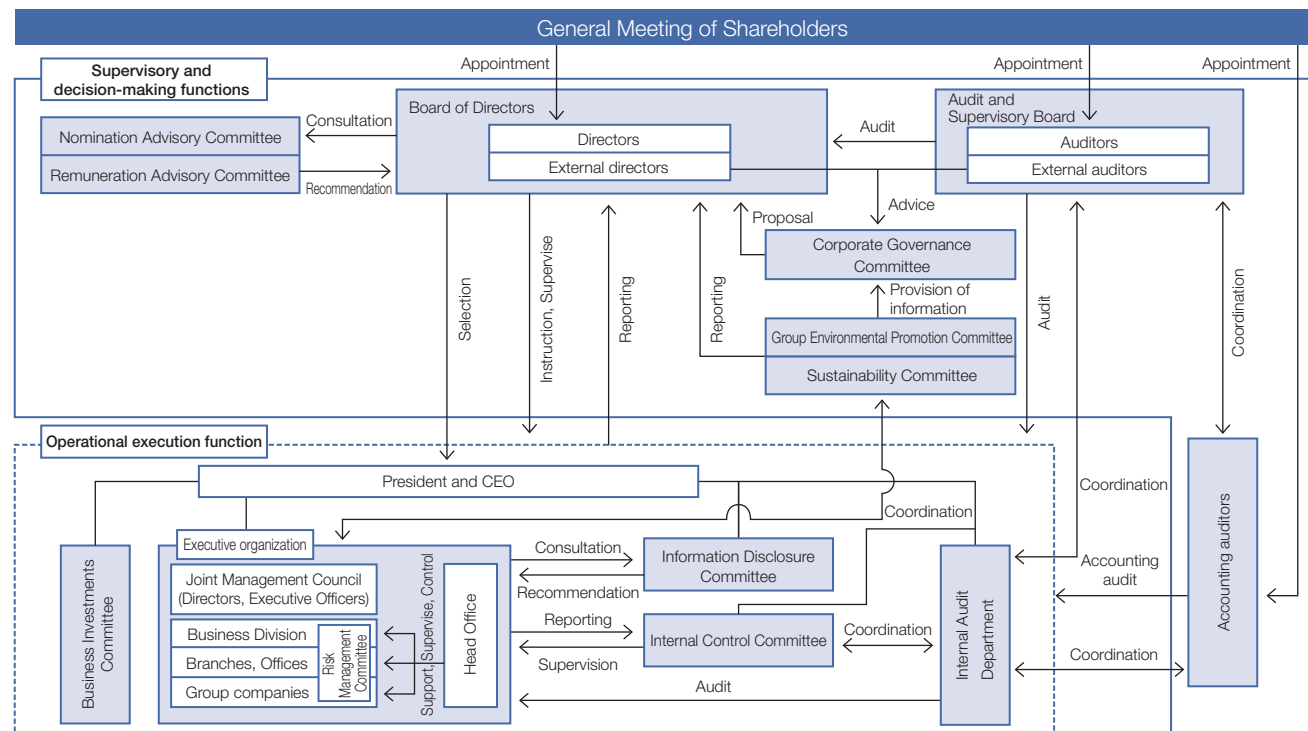 General Meeting of Shareholders
Appointment
Appointment
Appointment
Supervisory and
decision-making functions
Board of Directors
Directors
External directors
Audit and
Supervisory Board
Auditors
External auditors
Consultation
Nomination Advisory Committee
Remuneration Advisory Committee
Recommendation
Audit
Advice
Proposal
Corporate Governance
Committee
Provision of
information
Group Environmental Promotion Committee
Sustainability Committee
Selection
Instruction, Supervise
Reporting
Reporting
Audit
Coordination
Operational execution function
President and CEO
Coordination
Coordination
Executive organization
Joint Management Council
(Directors, Executive Officers)
Business Division
Branches, Offices
Group companies
Risk
Management
Committee
Support, Supervise, Control
Head Office
Business Investments
Committee
Consultation
Recommendation
Information Disclosure
Committee
Reporting
Supervision
Internal Control Committee
Coordination
Internal Audit
Department
Accounting
audit
Accounting auditors
Coordination
Audit